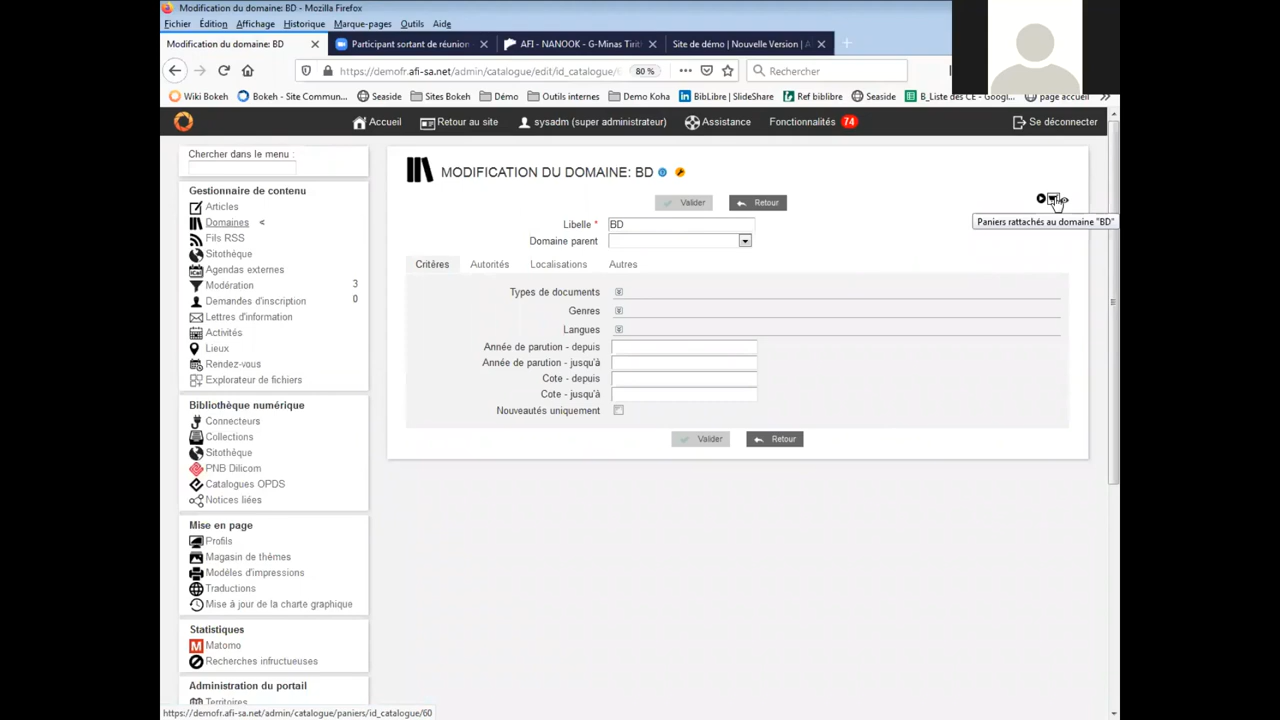 Modification du domaine: BD - Mozilla Firefox
Fichier Édition Affichage Historique Marque-pages Outils Aide
Modification du domaine: BD
Participant sortant de réunion
AFI - NANOOK - G-Minas Tirit
Site de démo | Nouvelle Version | A
https://demofr.afi-sa.net/admin/catalogue/edit/id_catalogue/6
80 %
Rechercher
Wiki Bokeh
Bokeh - Site Commun...
Seaside
Sites Bokeh
Démo
Outils internes
Demo Koha
BibLibre | SlideShare
Ref biblibre
Seaside
B_Liste des CE - Googl...
page accueil
Accueil
Retour au site
sysadm (super administrateur)
Assistance
Fonctionnalités 74
Se déconnecter
Chercher dans le menu :
Gestionnaire de contenu
Articles
Domaines <
Fils RSS
Sitothèque
Agendas externes
Modération 3
Demandes d'inscription 0
Lettres d'information
Activités
Lieux
Rendez-vous
Explorateur de fichiers
Bibliothèque numérique
Connecteurs
Collections
Sitothèque
PNB Dilicom
Catalogues OPDS
Notices liées
Mise en page
Profils
Magasin de thèmes
Modèles d'impressions
Traductions
Mise à jour de la charte graphique
Statistiques
Matomo
Recherches infructueuses
Administration du portail
Territoires
MODIFICATION DU DOMAINE: BD
Valider Retour
Paniers rattachés au domaine "BD"
Libelle * BD
Domaine parent
Critères Autorités Localisations Autres
Types de documents
Genres
Langues
Année de parution - depuis
Année de parution - jusqu'à
Cote - depuis
Cote - jusqu'à
Nouveautés uniquement
Valider Retour
https://demofr.afi-sa.net/admin/catalogue/paniers/id_catalogue/60